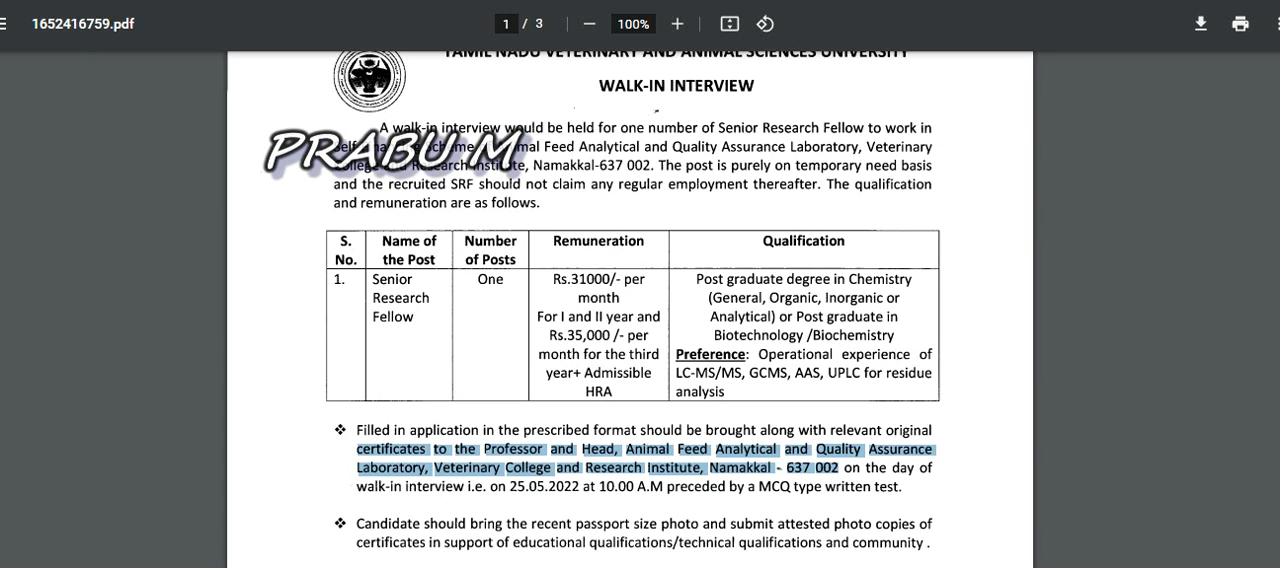 1652416759.pdf
1 / 3
100%
TAMIL NADU VETERINARY AND ANIMAL SCIENCES UNIVERSITY
WALK-IN INTERVIEW
A walk-in interview would be held for one number of Senior Research Fellow to work in
PRABU M
mal Feed Analytical and Quality Assurance Laboratory, Veterinary
Research Institute, Namakkal-637 002. The post is purely on temporary need basis
and the recruited SRF should not claim any regular employment thereafter. The qualification
and remuneration are as follows.
S. No.
Name of the Post
Number of Posts
Remuneration
Qualification
1.
Senior
Research
Fellow
One
Rs.31000/- per
month
For I and II year and
Rs.35,000 /- per
month for the third
year+ Admissible
HRA
Post graduate degree in Chemistry
(General, Organic, Inorganic or
Analytical) or Post graduate in
Biotechnology /Biochemistry
Preference: Operational experience of
LC-MS/MS, GCMS, AAS, UPLC for residue
analysis
❖ Filled in application in the prescribed format should be brought along with relevant original
certificates to the Professor and Head, Animal Feed Analytical and Quality Assurance
Laboratory, Veterinary College and Research Institute, Namakkal - 637 002 on the day of
walk-in interview i.e. on 25.05.2022 at 10.00 A.M preceded by a MCQ type written test.
❖ Candidate should bring the recent passport size photo and submit attested photo copies of
certificates in support of educational qualifications/technical qualifications and community .